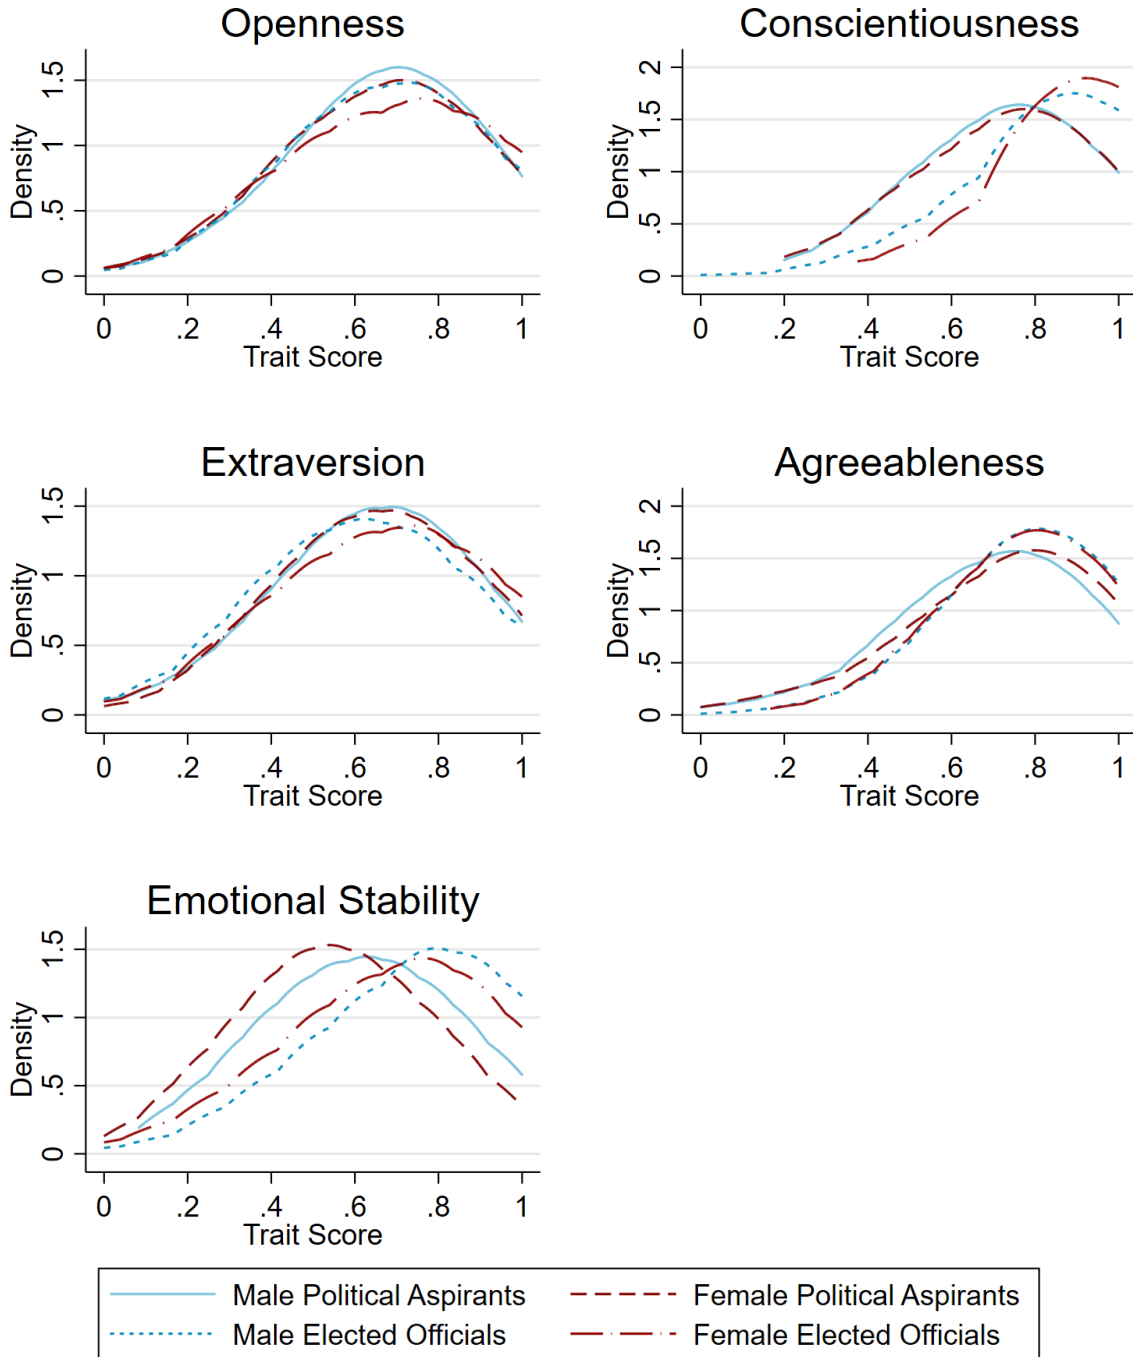 Openness
Density
0 .5 1 1.5
0 .2 .4 .6 .8 1
Trait Score
Conscientiousness
Density
0 .5 1 1.5 2
0 .2 .4 .6 .8 1
Trait Score
Extraversion
Density
0 .5 1 1.5
0 .2 .4 .6 .8 1
Trait Score
Agreeableness
Density
0 .5 1 1.5 2
0 .2 .4 .6 .8 1
Trait Score
Emotional Stability
Density
0 .5 1 1.5
0 .2 .4 .6 .8 1
Trait Score
Male Political Aspirants
Female Political Aspirants
Male Elected Officials
Female Elected Officials